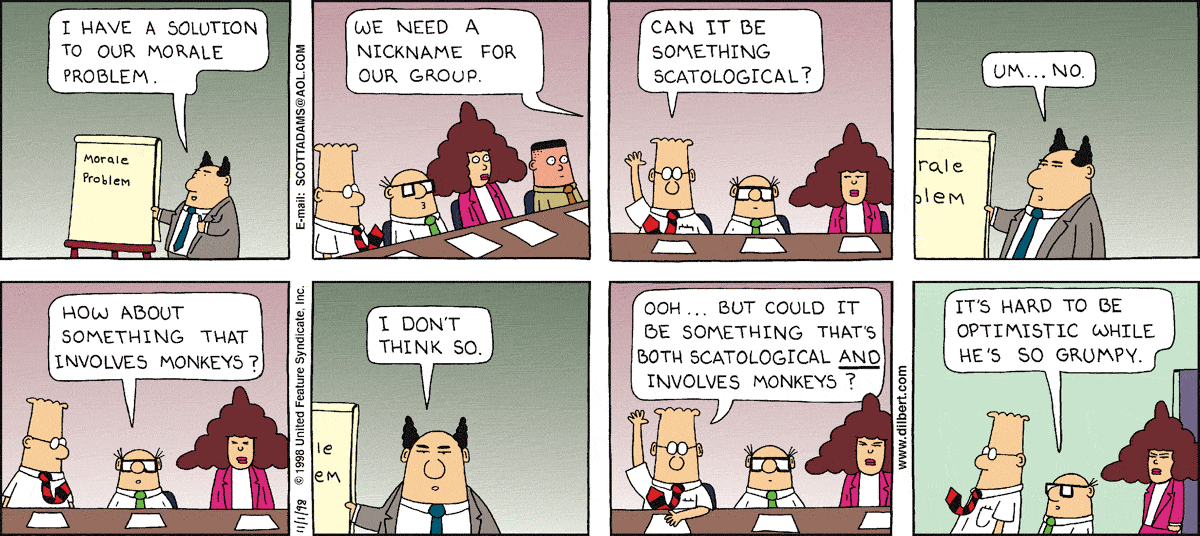 I HAVE A SOLUTION
TO OUR MORALE
PROBLEM.
Morale
Problem
E-mail: SCOTTADAMS@AOL.COM
WE NEED A
NICKNAME FOR
OUR GROUP.
CAN IT BE
SOMETHING
SCATOLOGICAL?
UM... NO.
rale
blem
HOW ABOUT
SOMETHING THAT
INVOLVES MONKEYS?
11/1/98 © 1998 United Feature Syndicate, Inc.
I DON'T
THINK SO.
le
em
OOH... BUT COULD IT
BE SOMETHING THAT'S
BOTH SCATOLOGICAL AND
INVOLVES MONKEYS?
www.dilbert.com
IT'S HARD TO BE
OPTIMISTIC WHILE
HE'S SO GRUMPY.